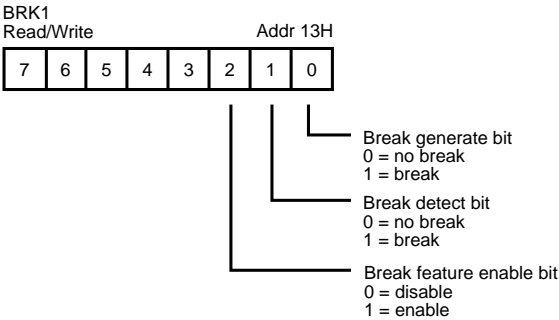 BRK1
Read/Write Addr 13H
7 6 5 4 3 2 1 0
Break generate bit
0 = no break
1 = break
Break detect bit
0 = no break
1 = break
Break feature enable bit
0 = disable
1 = enable